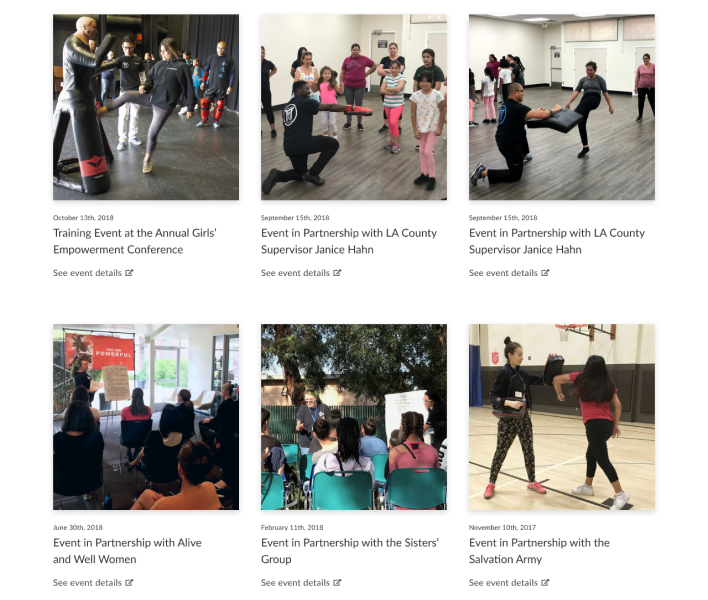 October 13th, 2018
Training Event at the Annual Girls'
Empowerment Conference
See event details
September 15th, 2018
Event in Partnership with LA County
Supervisor Janice Hahn
See event details
September 15th, 2018
Event in Partnership with LA County
Supervisor Janice Hahn
See event details
POWERFUL
June 30th, 2018
Event in Partnership with Alive
and Well Women
See event details
February 11th, 2018
Event in Partnership with the Sisters'
Group
See event details
November 10th, 2017
Event in Partnership with the
Salvation Army
See event details